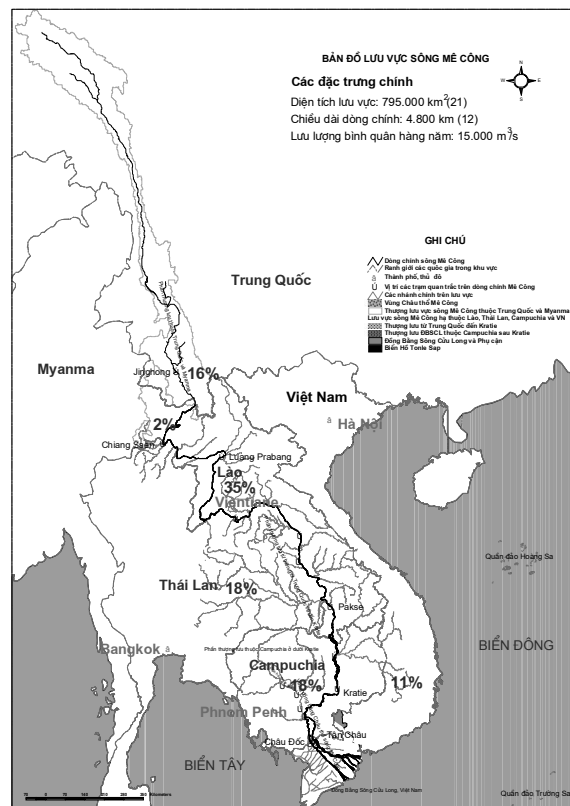 BẢN ĐỒ LƯU VỰC SÔNG MÊ CÔNG
N
W E
S
Các đặc trưng chính
Diện tích lưu vực: 795.000 km²(21)
Chiều dài dòng chính: 4.800 km (12)
Lưu lượng bình quân hàng năm: 15.000 m³/s
GHI CHÚ
Dòng chính sông Mê Công
Ranh giới các quốc gia trong khu vực
â Thành phố, thủ đô
Ú Vị trí các trạm quan trắc trên dòng chính Mê Công
Các nhánh chính trên lưu vực
Vùng Châu thổ Mê Công
Thượng lưu vực sông Mê Công thuộc Trung Quốc và Myanma
Lưu vực sông Mê Công hạ thuộc Lào, Thái Lan, Campuchia và VN
Thượng lưu từ Trung Quốc đến Kratie
Thượng lưu ĐBSCL thuộc Campuchia sau Kratie
Đồng Bằng Sông Cửu Long và Phụ cận
Biển Hồ Tonle Sap
Trung Quốc
Myanma
Jinghong
16%
Việt Nam
2%
â
Hà Nội
Chiang Saen
Luang Prabang
Lào
35%
Vientiane
Quần đảo Hoàng Sa
Thái Lan
18%
Pakse
BIỂN ĐÔNG
Bangkok â
Phần thượng lưu thuộc Campuchia ở dưới Kratie
Campuchia
18%
11%
Kratie
Phnom Penh
Ú
Tân Châu
Châu Đốc
BIỂN TÂY
Đồng Bằng Sông Cửu Long, Việt Nam
Quần đảo Trường Sa
Kilometers